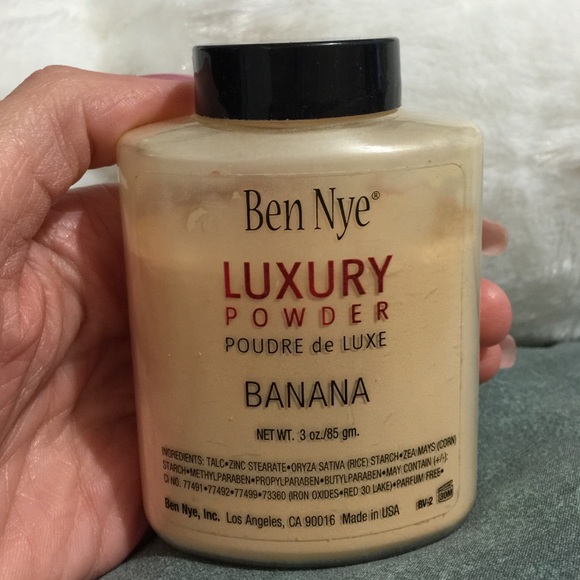 Ben Nye®
LUXURY
POWDER
POUDRE de LUXE
BANANA
NET WT. 3 oz./85 gm.
INGREDIENTS: TALC•ZINC STEARATE•ORYZA SATIVA (RICE) STARCH•ZEA MAYS (CORN)
STARCH•METHYLPARABEN•PROPYLPARABEN•BUTYLPARABEN•MAY CONTAIN (+/-):
CI NO. 77491•77492•77499•73360 (IRON OXIDES•RED 30 LAKE)•PARFUM FREE•
Ben Nye, Inc. Los Angeles, CA 90016 Made in USA BV-2 30M